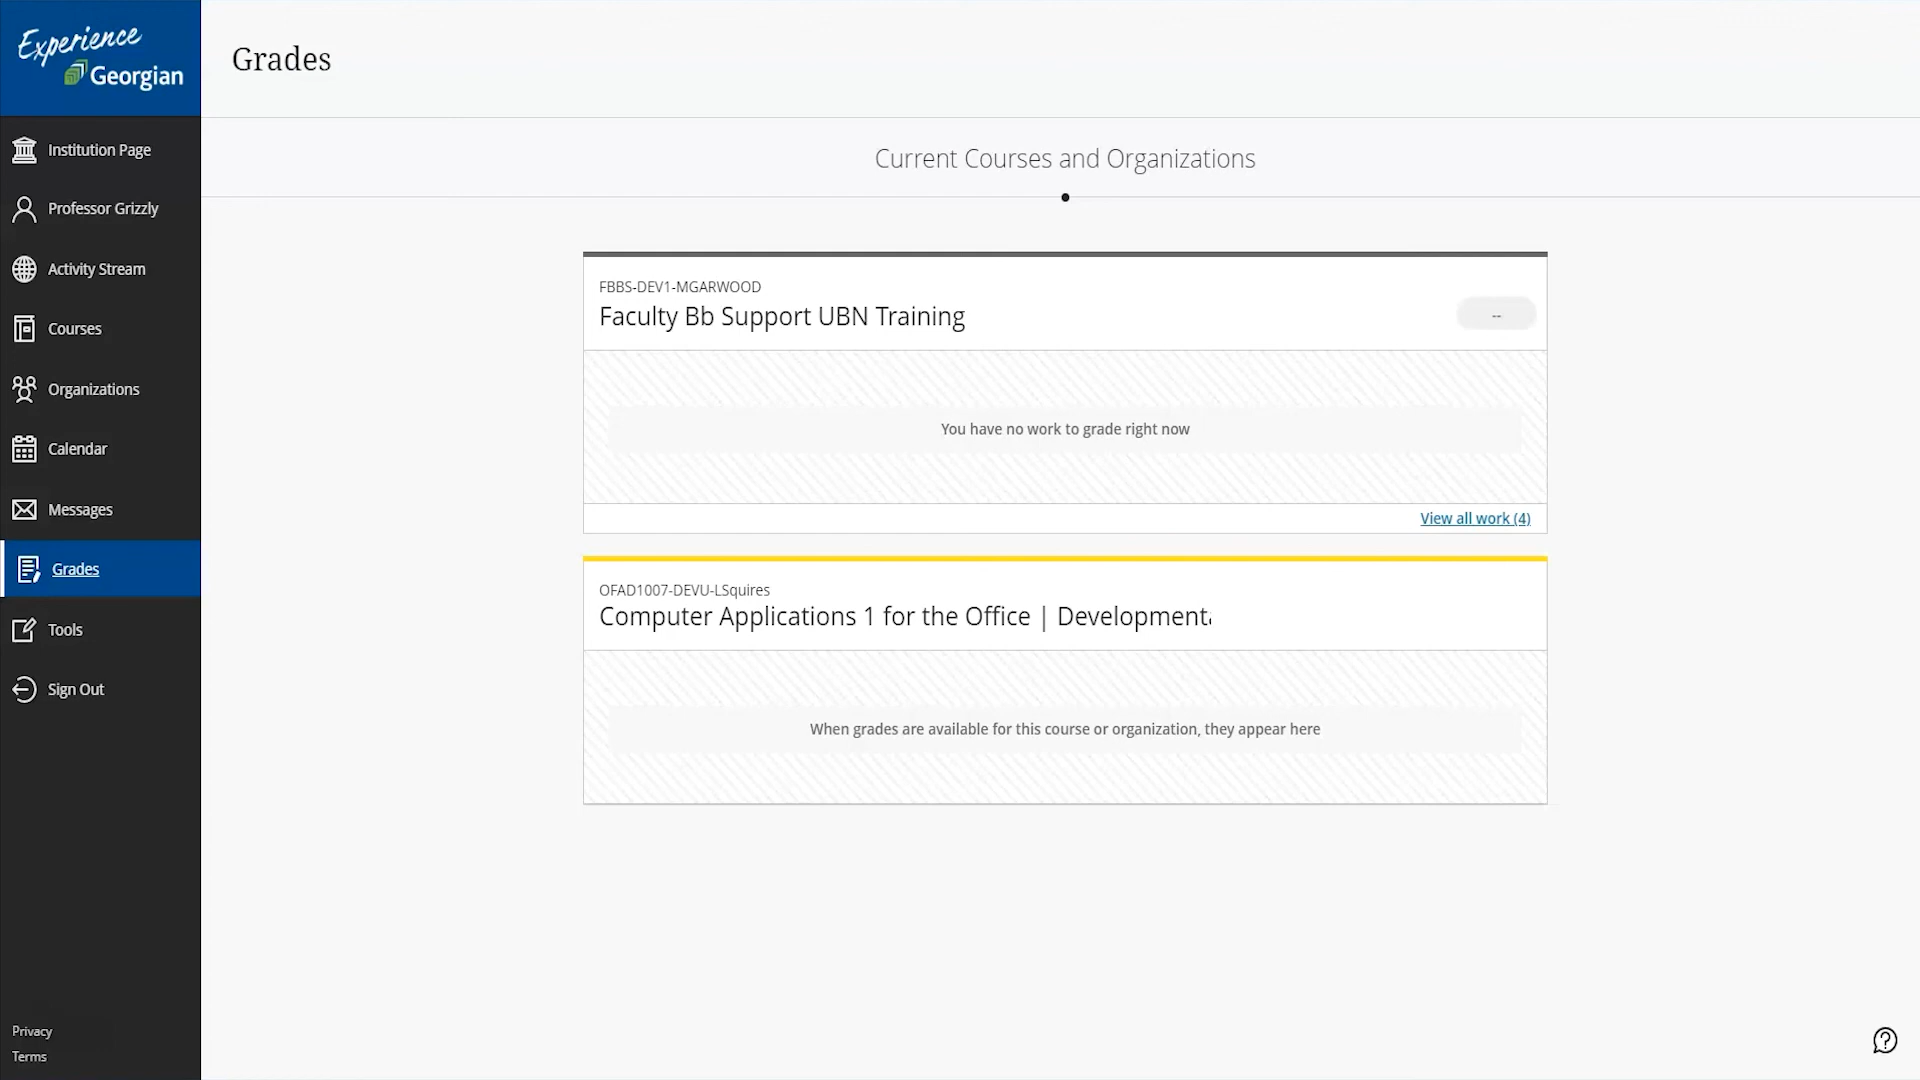 Experience
Georgian
Institution Page
Professor Grizzly
Activity Stream
Courses
Organizations
Calendar
Messages
Grades
Tools
Sign Out
Privacy
Terms
Grades
Current Courses and Organizations
FBBS-DEV1-MGARWOOD
Faculty Bb Support UBN Training
--
You have no work to grade right now
View all work (4)
OFAD1007-DEVU-LSquires
Computer Applications 1 for the Office | Developmenta
When grades are available for this course or organization, they appear here